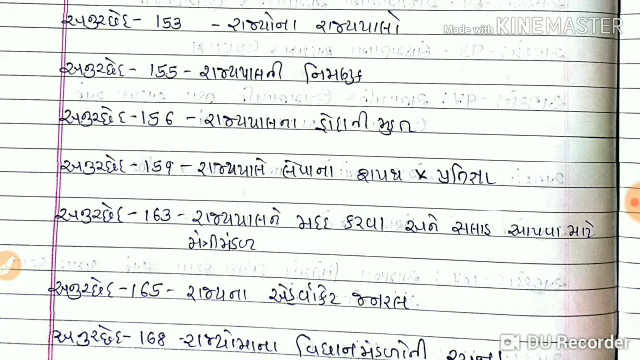 Made with KINEMASTER
અનુચ્છેદ - 153 - રાજ્યોના રાજ્યપાલો
અનુચ્છેદ - 155 - રાજ્યપાલની નિમણુક
અનુચ્છેદ - 156 - રાજ્યપાલના હોદાની મુદત
અનુચ્છેદ - 159 - રાજ્યપાલે લેવાના શપથ × પ્રતિજ્ઞા
અનુચ્છેદ - 163 - રાજ્યપાલને મદદ કરવા અને સલાહ આપવા માટે
મંત્રીમંડળ
અનુચ્છેદ - 165 - રાજ્યના એડવોકેટ જનરલ
અનુચ્છેદ - 168 - રાજ્યોમાના વિધાનમંડળોની રચના
DU Recorder